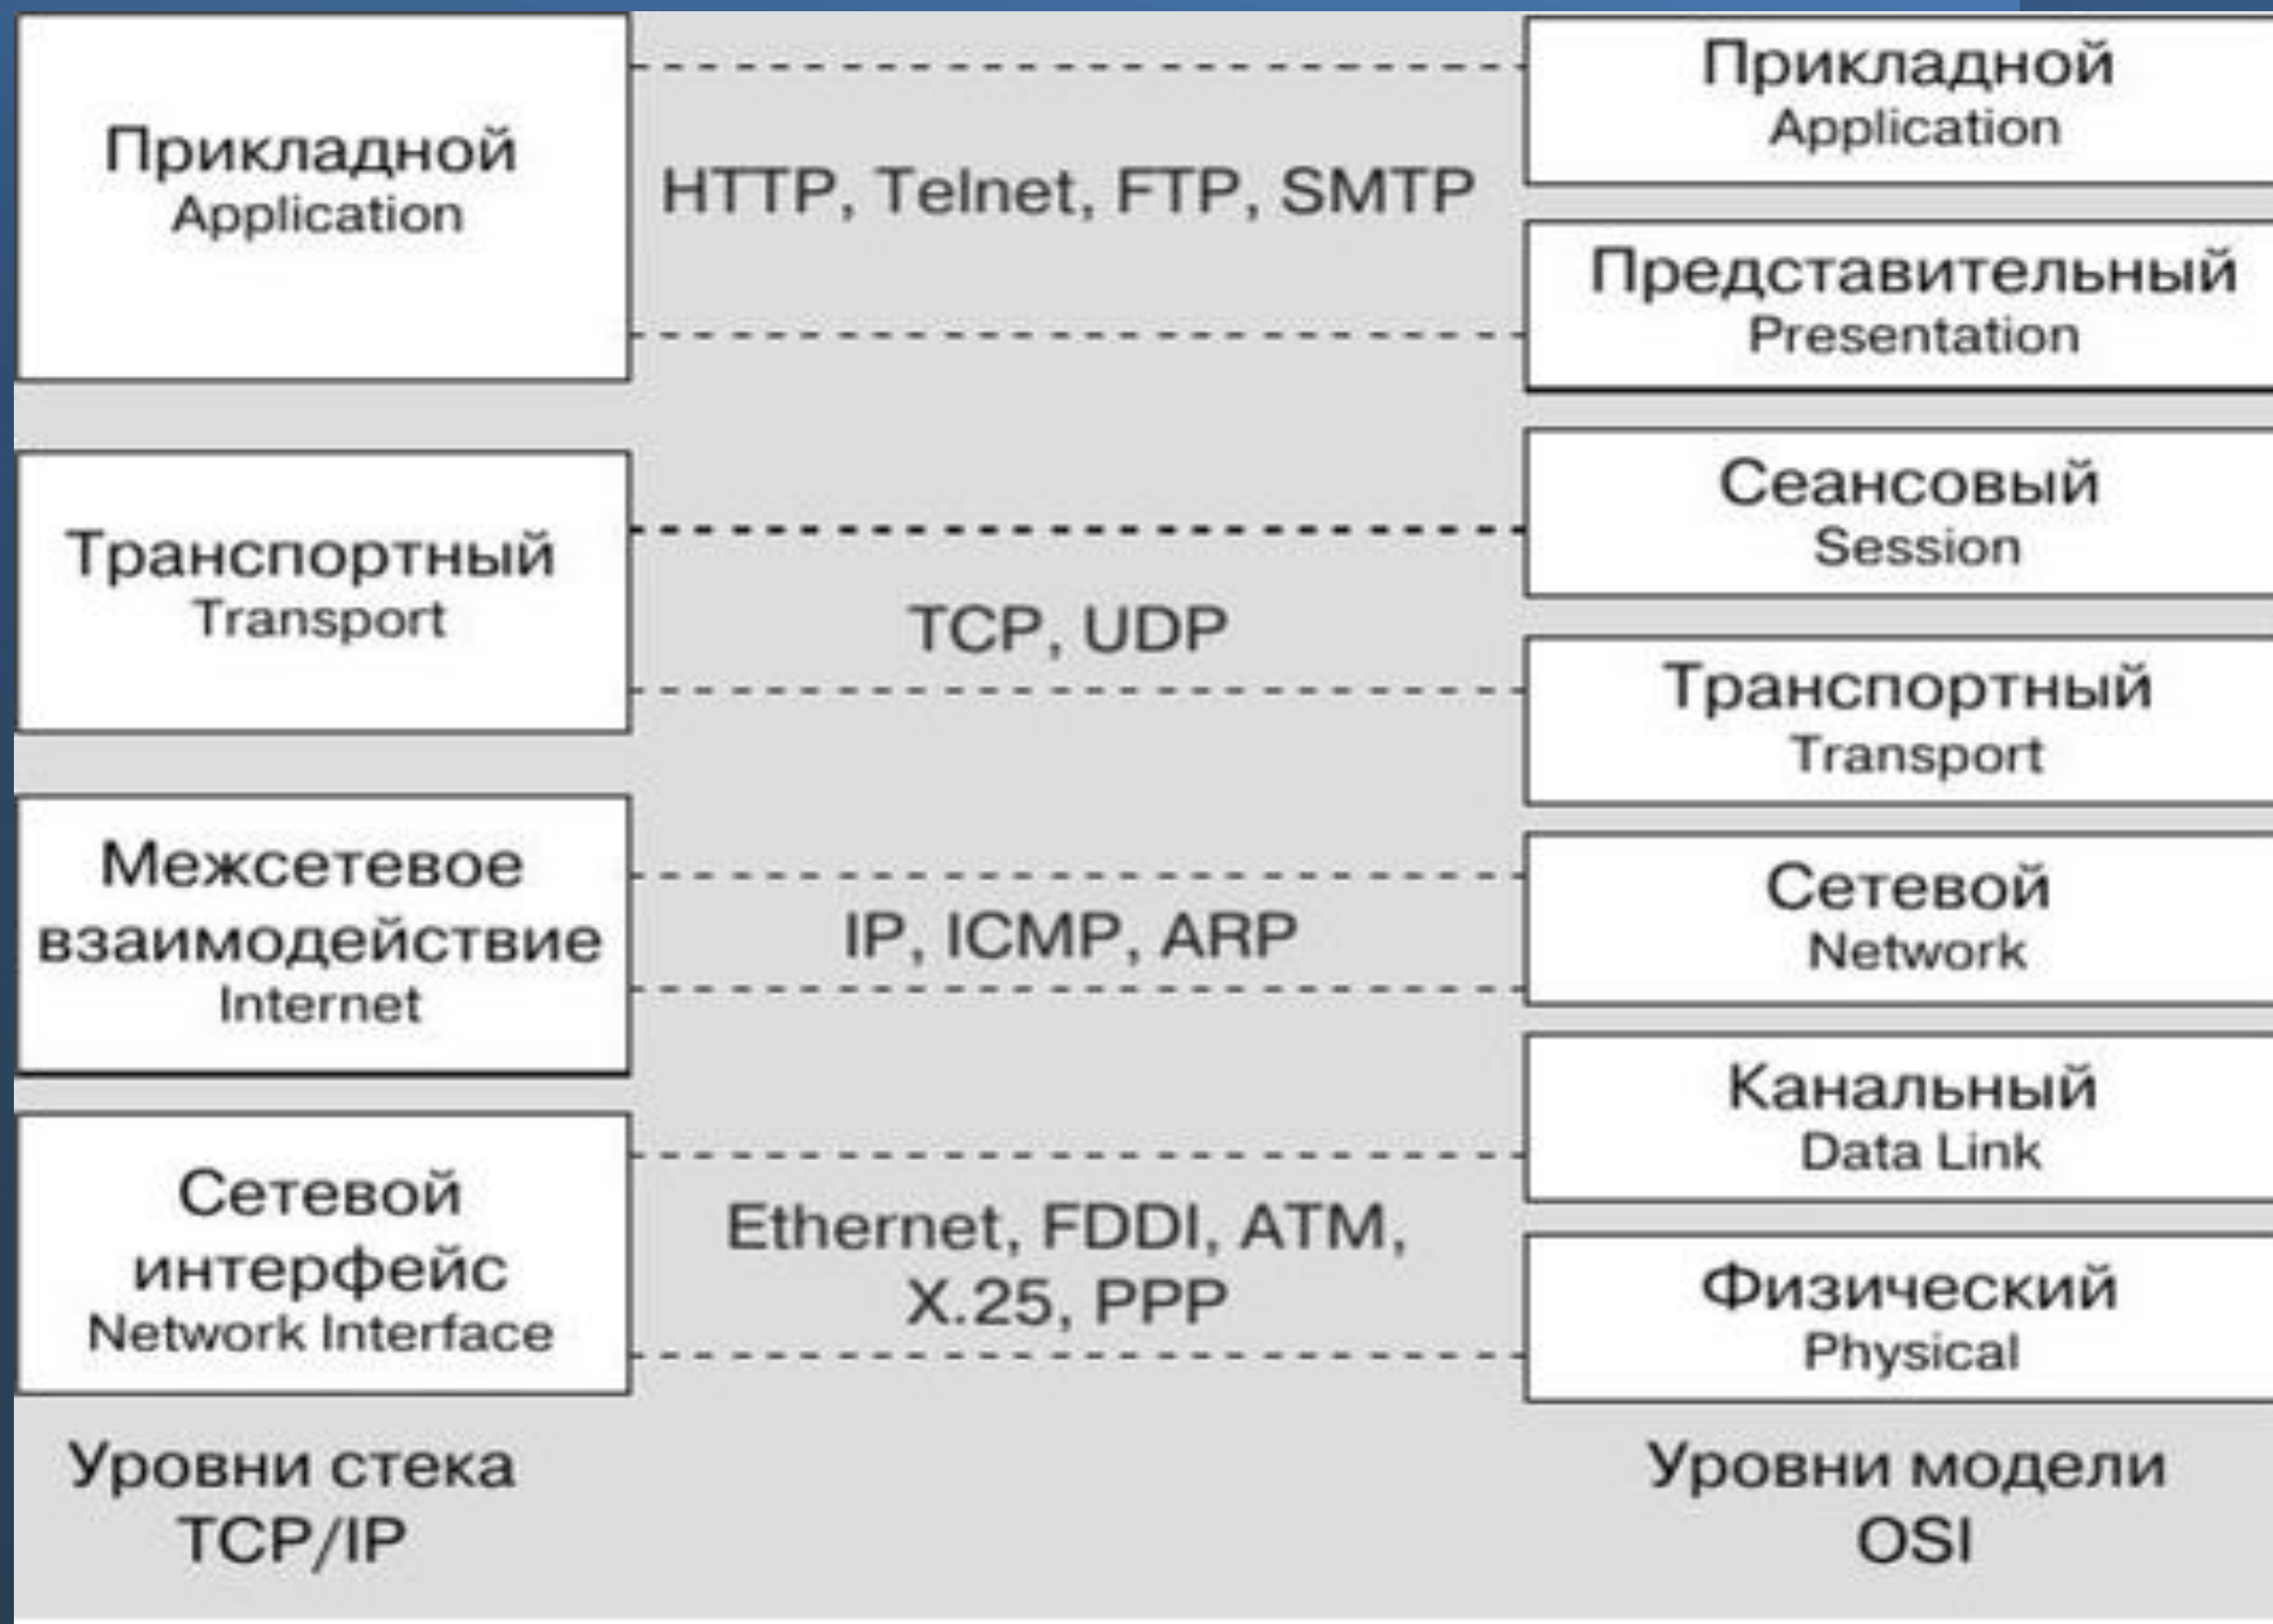 Прикладной
Application
HTTP, Telnet, FTP, SMTP
Прикладной
Application
Представительный
Presentation
Транспортный
Transport
TCP, UDP
Сеансовый
Session
Транспортный
Transport
Межсетевое
взаимодействие
Internet
IP, ICMP, ARP
Сетевой
Network
Сетевой
интерфейс
Network Interface
Ethernet, FDDI, ATM,
X.25, PPP
Канальный
Data Link
Физический
Physical
Уровни стека
TCP/IP
Уровни модели
OSI